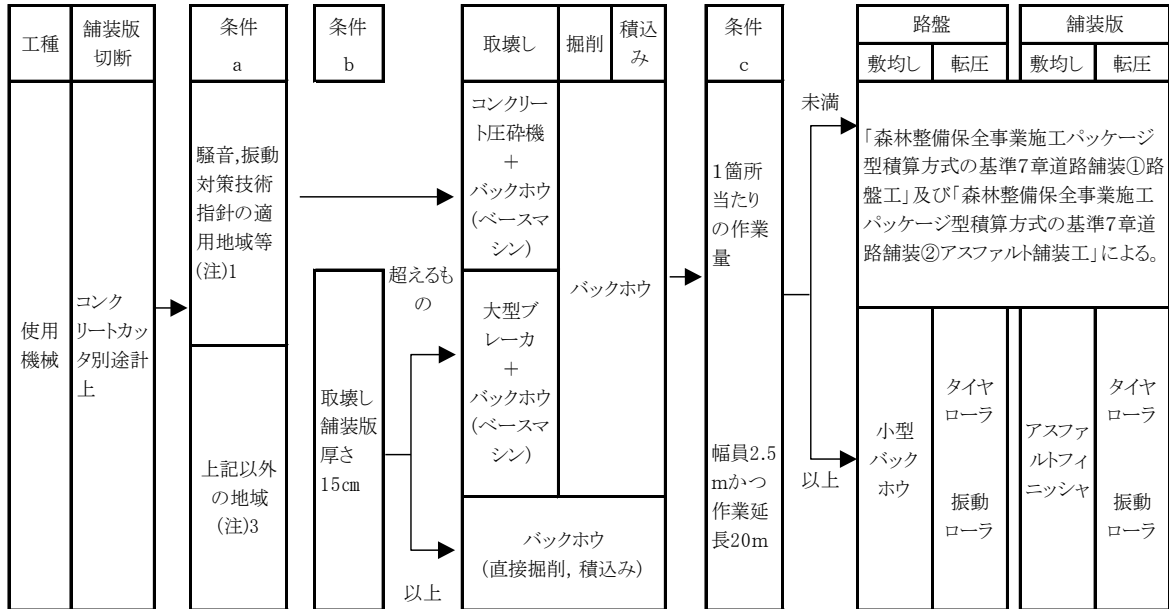 工種
舗装版
切断
条件
a
条件
b
取壊し
掘削
積込
み
条件
c
路盤
舗装版
敷均し
転圧
敷均し
転圧
使用
機械
コンク
リートカッ
タ別途計
上
騒音,振動
対策技術
指針の適
用地域等
(注)1
上記以外
の地域
(注)3
取壊し
舗装版
厚さ
15㎝
超えるも
の
以上
コンクリー
ト圧砕機
+
バックホウ
(ベースマ
シン)
大型ブ
レーカ
+
バックホウ
(ベースマ
シン)
バックホウ
バックホウ
(直接掘削, 積込み)
1箇所
当たり
の作業
量
幅員2.5
mかつ
作業延
長20m
未満
以上
「森林整備保全事業施工パッケージ
型積算方式の基準7章道路舗装①路
盤工」及び「森林整備保全事業施工
パッケージ型積算方式の基準7章道
路舗装②アスファルト舗装工」による。
小型
バック
ホウ
タイヤ
ローラ
振動
ローラ
アスファ
ルトフィ
ニッシャ
タイヤ
ローラ
振動
ローラ